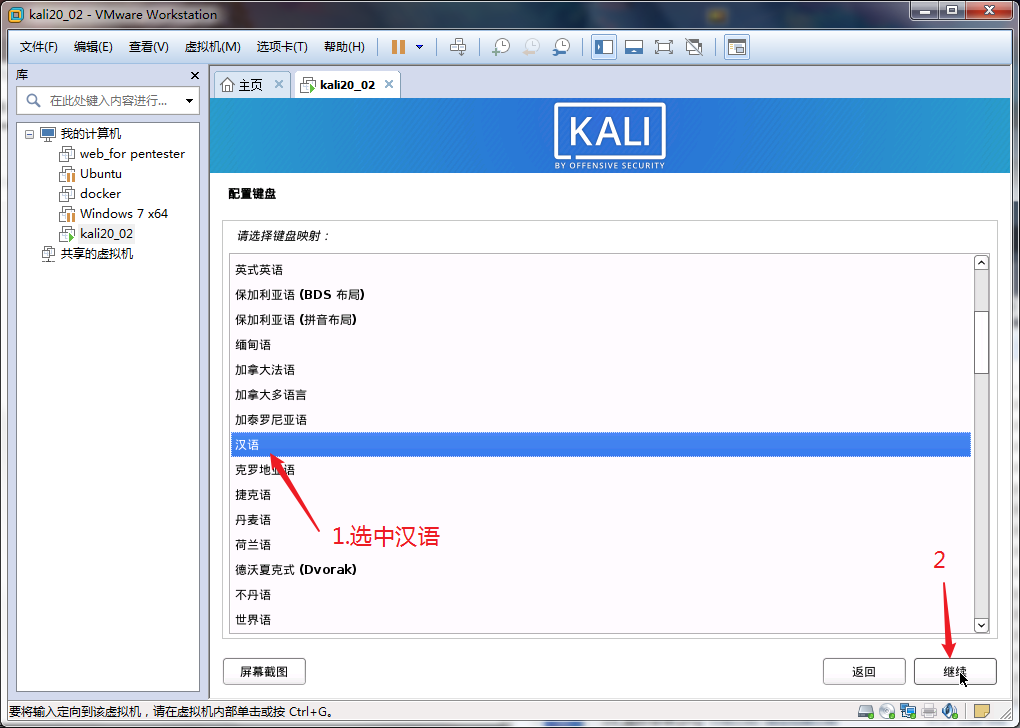 kali20_02 - VMware Workstation
文件(F) 编辑(E) 查看(V) 虚拟机(M) 选项卡(T) 帮助(H)
库
在此处键入内容进行...
我的计算机
web_for pentester
Ubuntu
docker
Windows 7 x64
kali20_02
共享的虚拟机
主页 kali20_02
KALI
BY OFFENSIVE SECURITY
配置键盘
请选择键盘映射：
英式英语
保加利亚语 (BDS 布局)
保加利亚语 (拼音布局)
缅甸语
加拿大法语
加拿大多语言
加泰罗尼亚语
汉语
克罗地亚语
捷克语
丹麦语
荷兰语
德沃夏克式 (Dvorak)
不丹语
世界语
1.选中汉语
2
屏幕截图 返回 继续
要将输入定向到该虚拟机，请在虚拟机内部单击或按 Ctrl+G。